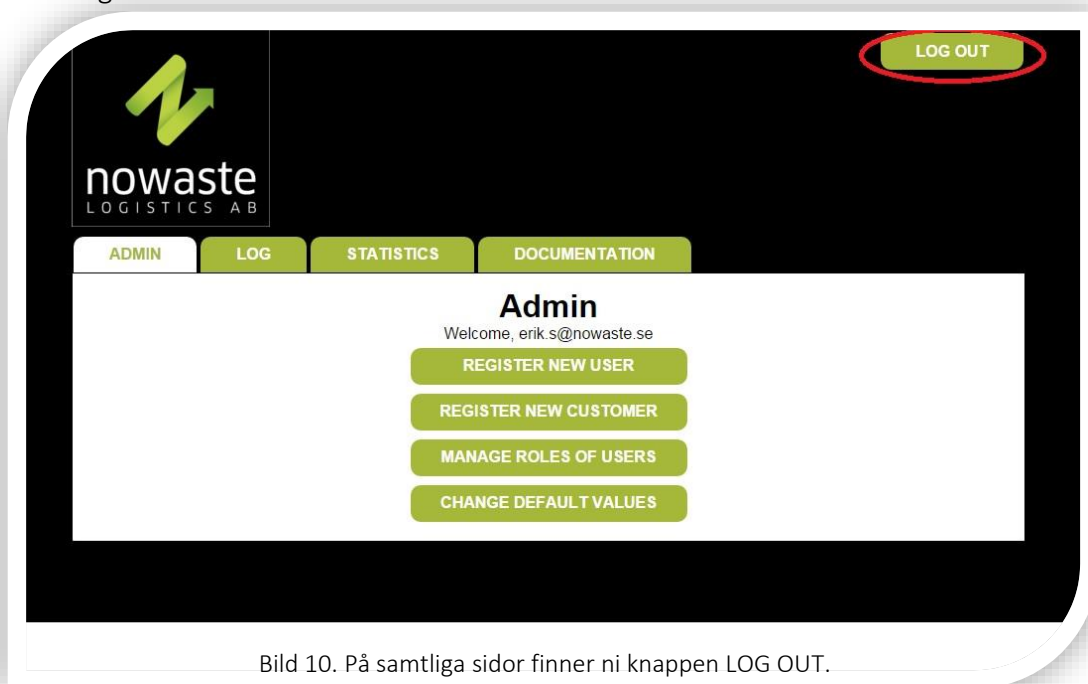 LOG OUT
nowaste
LOGISTICS AB
ADMIN LOG STATISTICS DOCUMENTATION
Admin
Welcome, erik.s@nowaste.se
REGISTER NEW USER
REGISTER NEW CUSTOMER
MANAGE ROLES OF USERS
CHANGE DEFAULT VALUES
Bild 10. På samtliga sidor finner ni knappen LOG OUT.